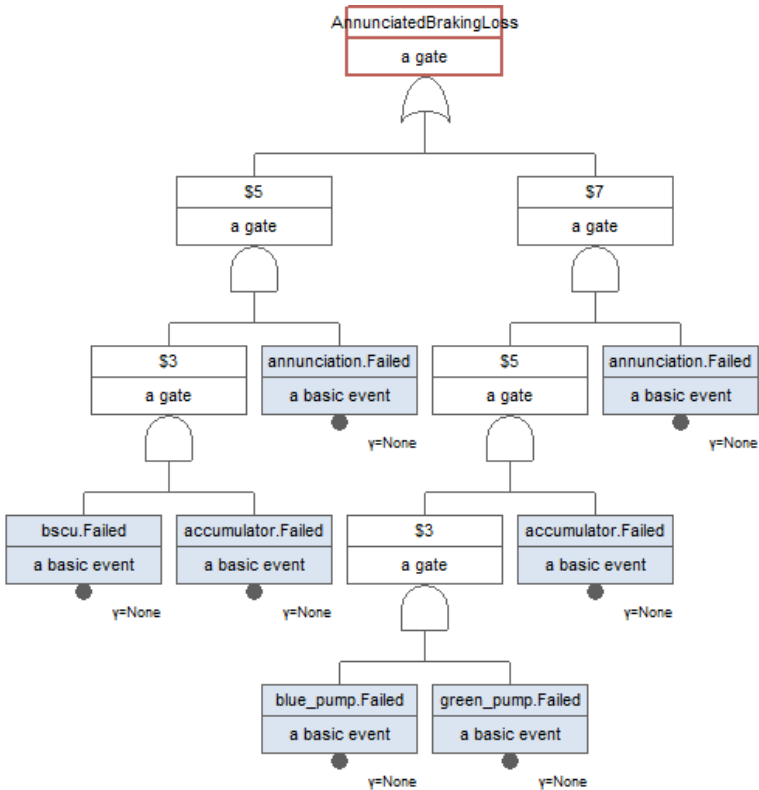 AnnunciatedBrakingLoss
a gate
$5
a gate
$7
a gate
$3
a gate
annunciation.Failed
a basic event
γ=None
$5
a gate
annunciation.Failed
a basic event
γ=None
bscu.Failed
a basic event
γ=None
accumulator.Failed
a basic event
γ=None
$3
a gate
accumulator.Failed
a basic event
γ=None
blue_pump.Failed
a basic event
γ=None
green_pump.Failed
a basic event
γ=None